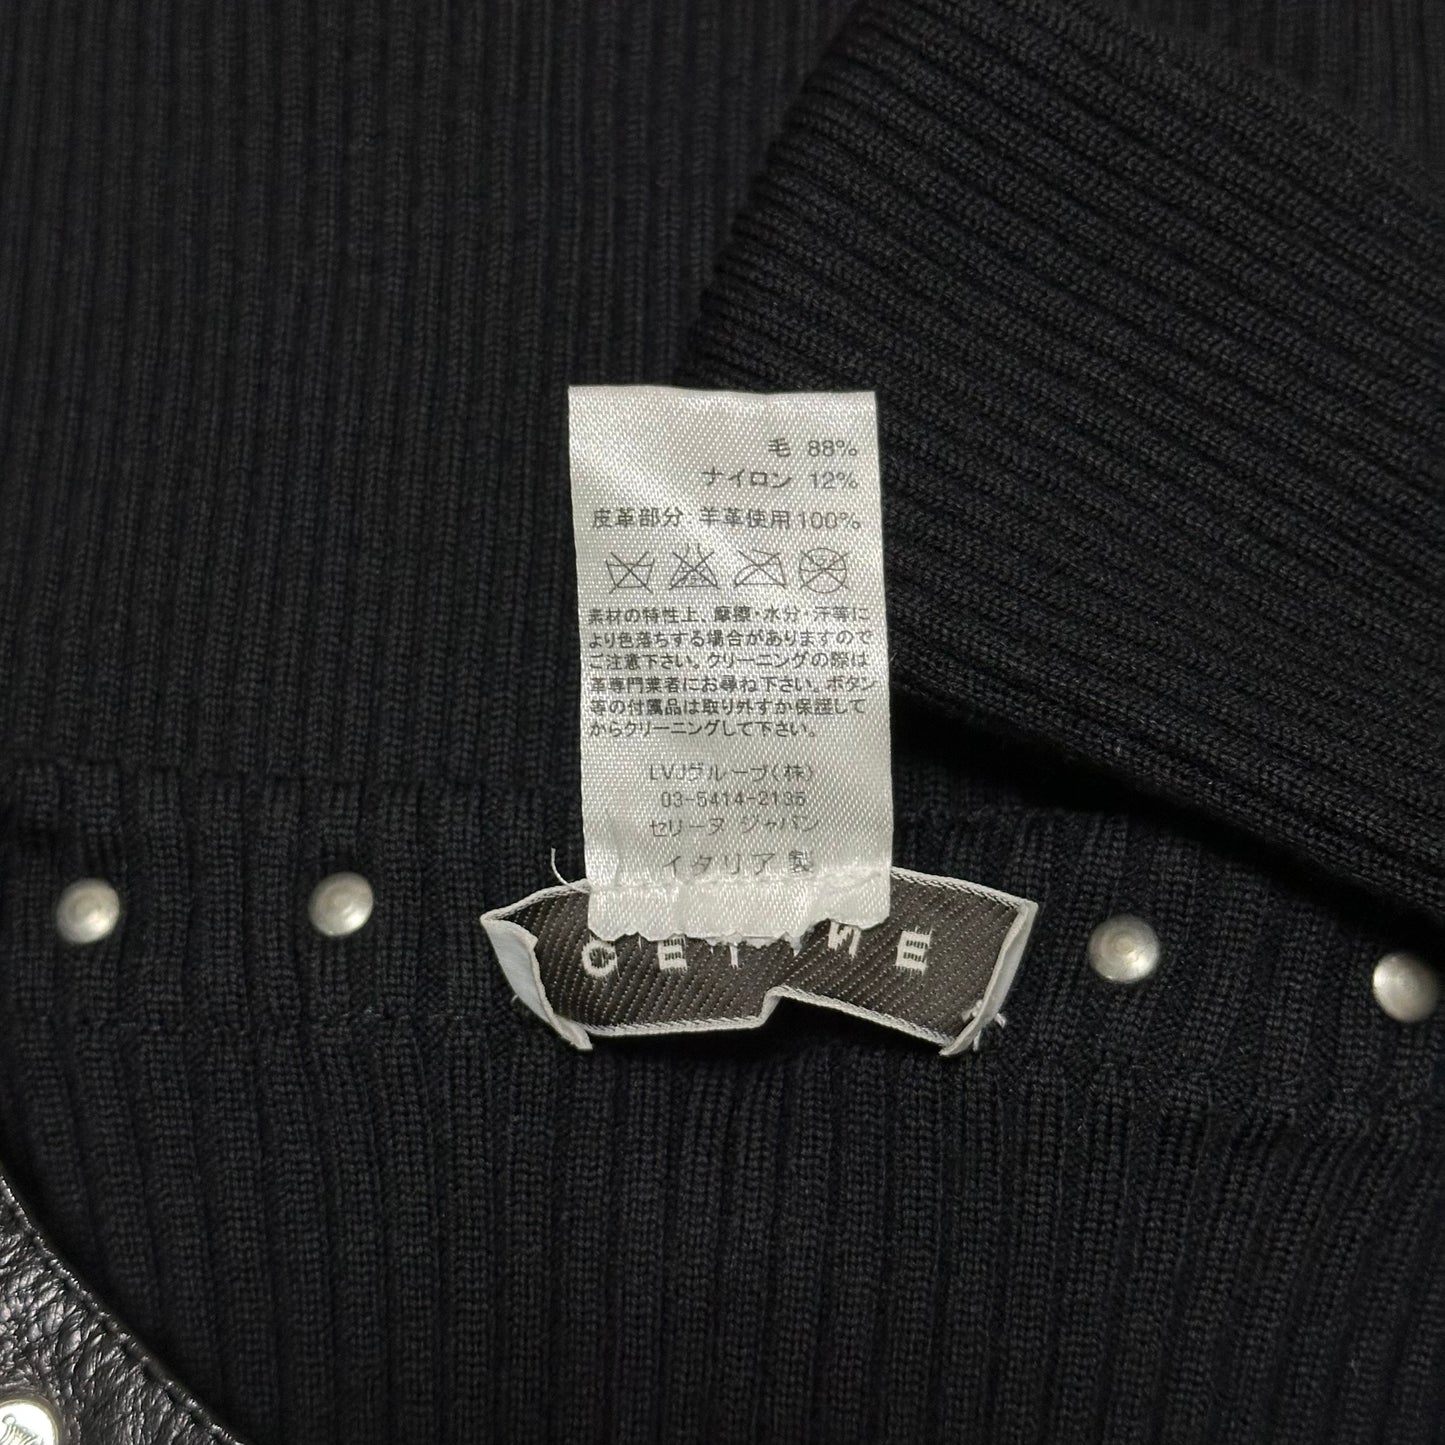 毛 88%
ナイロン 12%
皮革部分:羊革使用100%
素材の特性上、摩擦・水分・汗等に
より色落ちする場合がありますので
ご注意下さい。クリーニングの際は
革専門業者にお尋ね下さい。ボタン
等の付属品は取り外すか保証して
からクリーニングして下さい。
LVJグループ(株)
03-5414-2135
セリーヌ ジャパン
イタリア製
CELINE